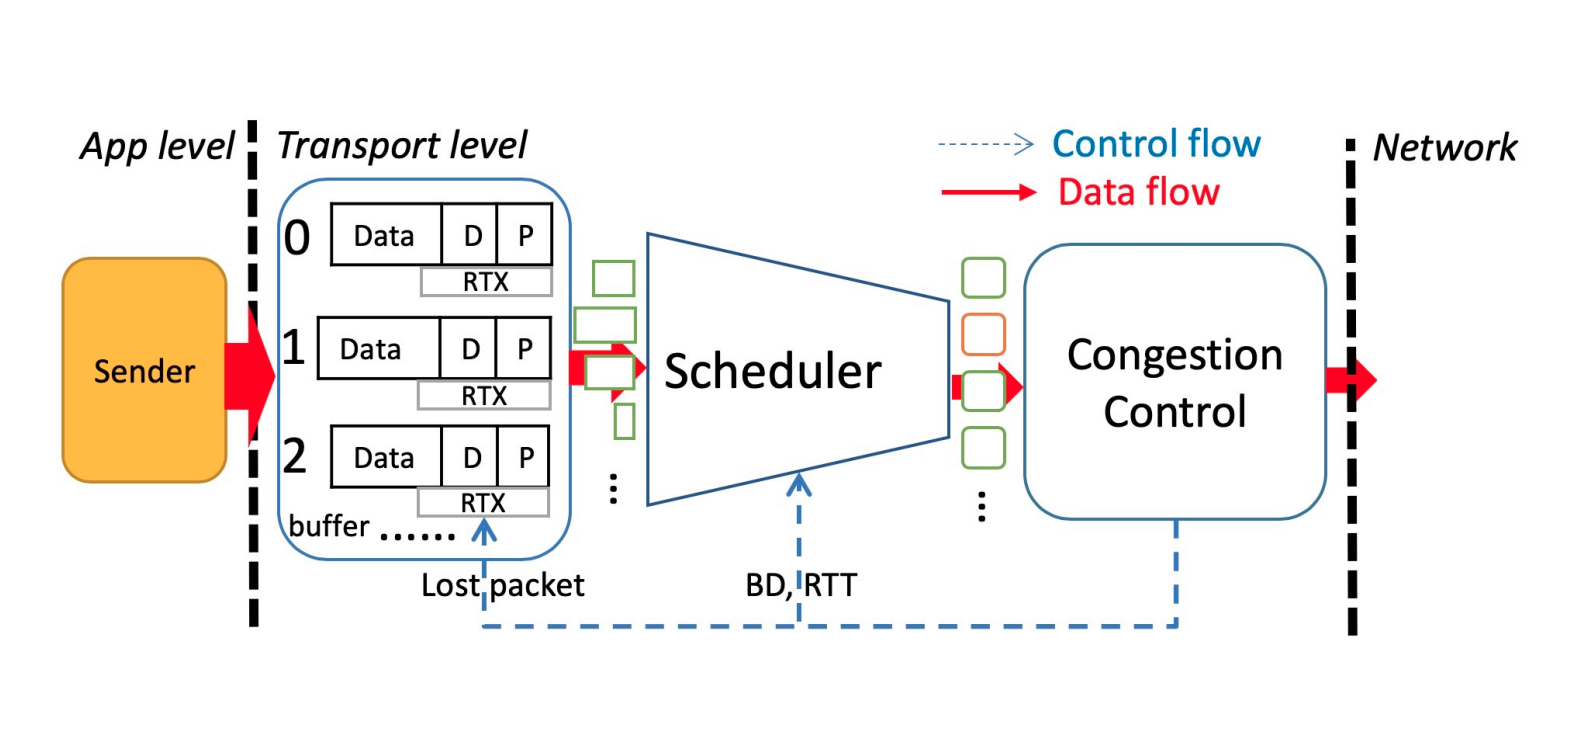 App level
Transport level
Control flow
Data flow
Network
Sender
0
Data
D
P
RTX
1
Data
D
P
RTX
2
Data
D
P
RTX
buffer ......
Scheduler
Congestion
Control
Lost packet
BD, RTT